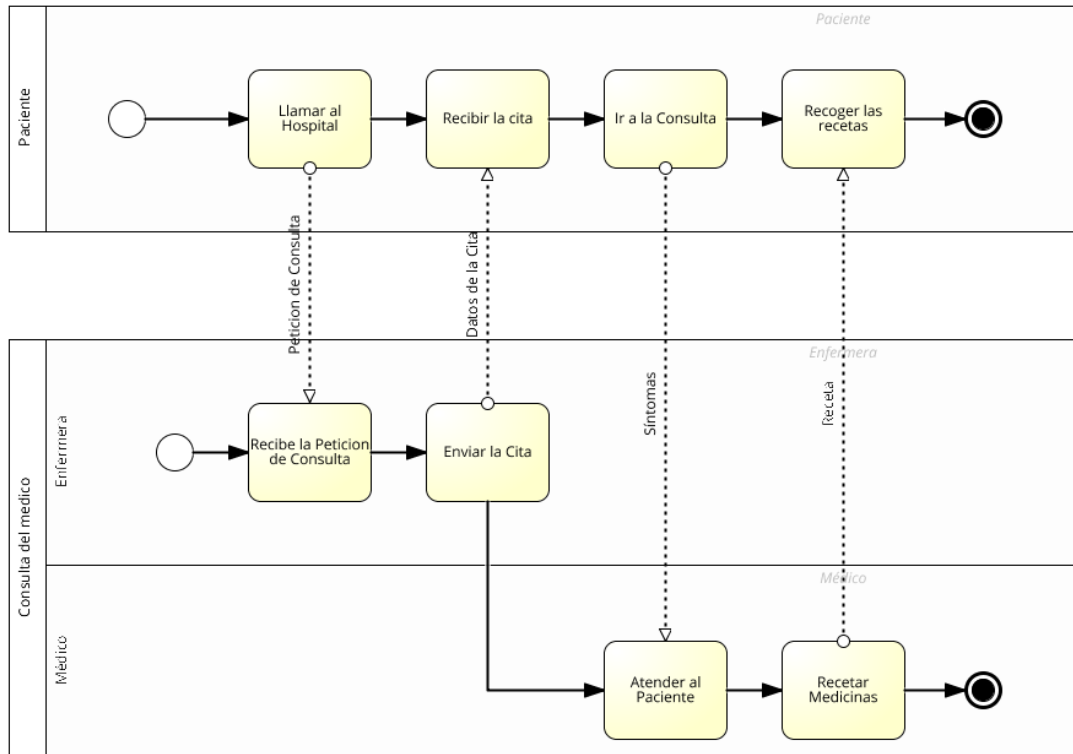 Paciente
Paciente
Llamar al
Hospital
Recibir la cita
Ir a la Consulta
Recoger las
recetas
Peticion de Consulta
Datos de la Cita
Síntomas
Receta
Consulta del medico
Enfermera
Enfermera
Recibe la Peticion
de Consulta
Enviar la Cita
Médico
Médico
Atender al
Paciente
Recetar
Medicinas